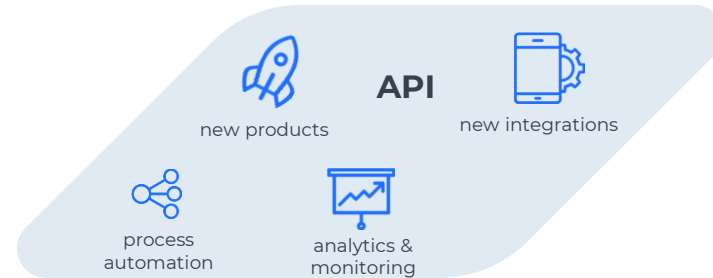 API
new products
new integrations
process
automation
analytics &
monitoring